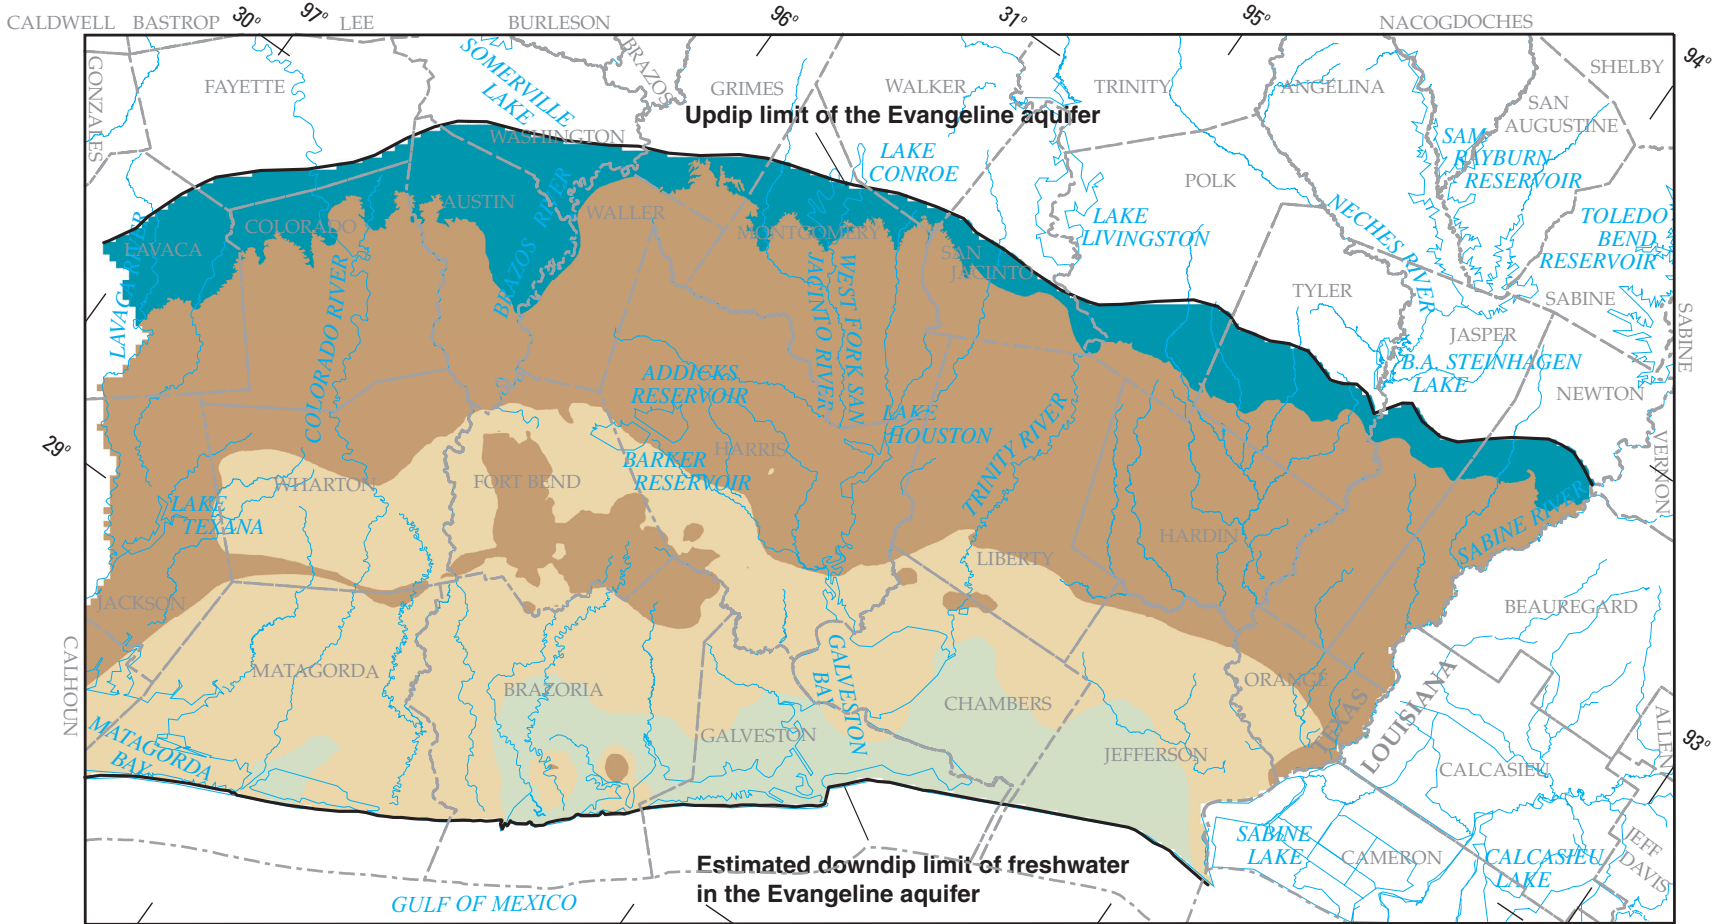 CALDWELL BASTROP 30° 97° LEE BURLESON 96° 31° 95° NACOGDOCHES
94°
GONZALES
FAYETTE
SOMERVILLE
LAKE
BRAZOS
GRIMES
WALKER
TRINITY
ANGELINA
SHELBY
SAN
AUGUSTINE
Updip limit of the Evangeline aquifer
WASHINGTON
LAKE
CONROE
SAM
RAYBURN
RESERVOIR
POLK
LAVACA RIVER
LAVACA
COLORADO
AUSTIN
BRAZOS RIVER
WALLER
MONTGOMERY
SAN
JACINTO
LAKE
LIVINGSTON
NECHES RIVER
TOLEDO
BEND
RESERVOIR
COLORADO RIVER
WEST FORK SAN
JACINTO RIVER
TYLER
SABINE
JASPER
SABINE
ADDICKS
RESERVOIR
B.A. STEINHAGEN
LAKE
NEWTON
29°
LAKE
HOUSTON
HARRIS
TRINITY RIVER
VERNON
BARKER
RESERVOIR
WHARTON
FORT BEND
LAKE
TEXANA
HARDIN
SABINE RIVER
LIBERTY
JACKSON
BEAUREGARD
CALHOUN
MATAGORDA
BRAZORIA
GALVESTON
BAY
CHAMBERS
ORANGE
TEXAS
LOUISIANA
ALLEN
93°
MATAGORDA
BAY
GALVESTON
JEFFERSON
CALCASIEU
SABINE
LAKE
CAMERON
CALCASIEU
LAKE
JEFF
DAVIS
Estimated downdip limit of freshwater
in the Evangeline aquifer
GULF OF MEXICO